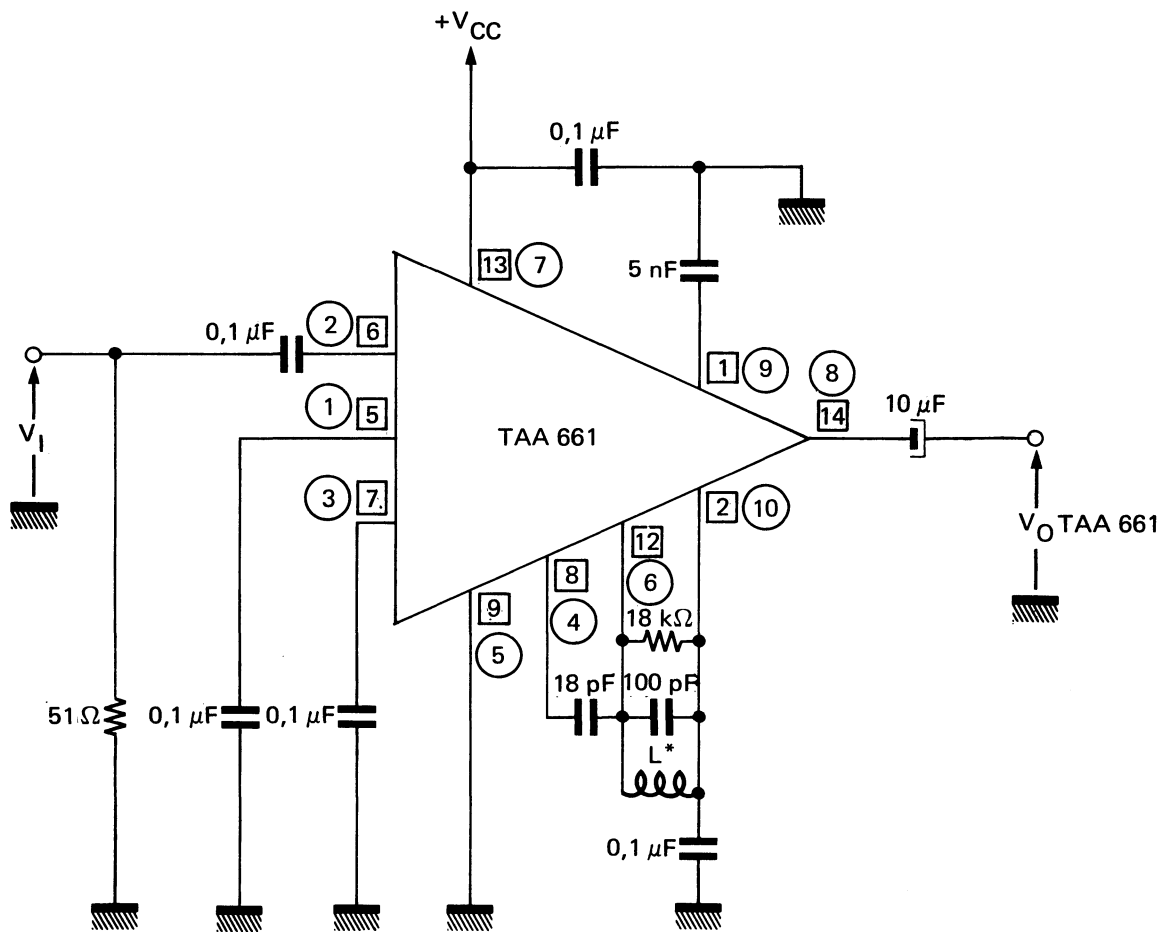 +VCC
0,1 µF
13 7
5 nF
0,1 µF
2 6
1 9
8
14
10 µF
1 5
VI
TAA 661
3 7
2 10
VO TAA 661
12
6
8
4
9
5
18 kΩ
18 pF 100 pF
51 Ω
0,1 µF 0,1 µF
L*
0,1 µF